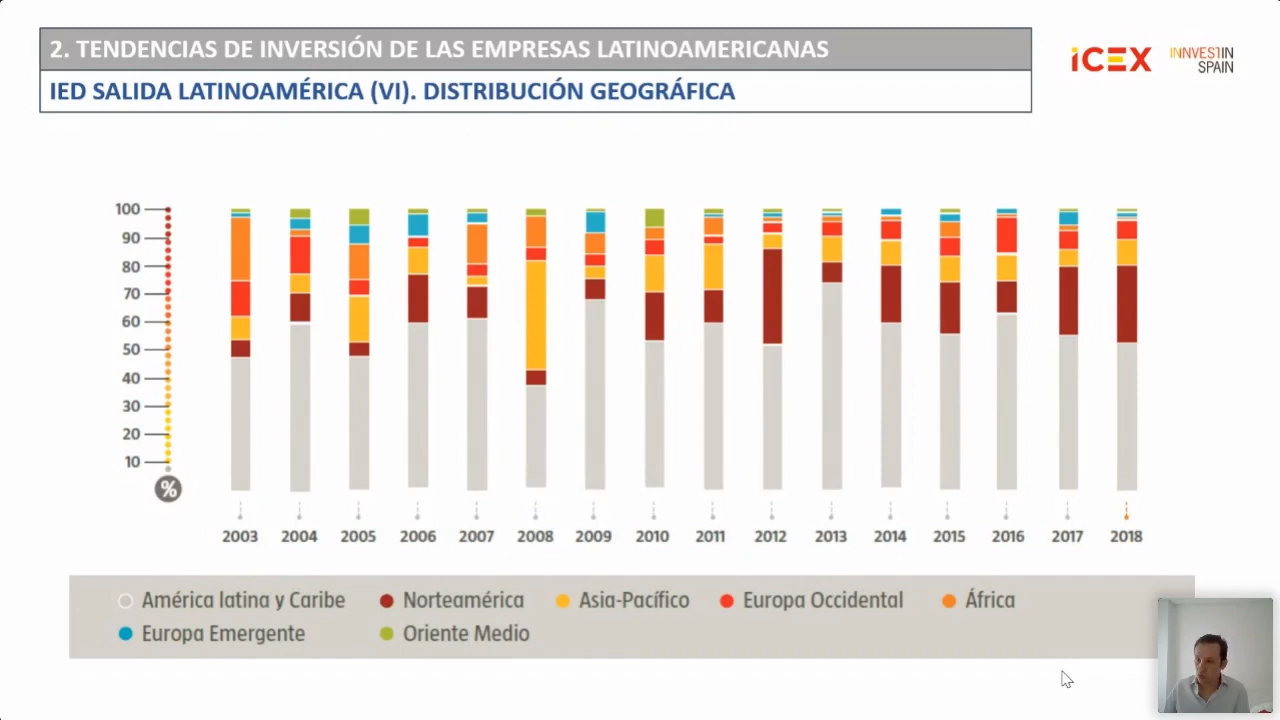 2. TENDENCIAS DE INVERSIÓN DE LAS EMPRESAS LATINOAMERICANAS
IED SALIDA LATINOAMÉRICA (VI). DISTRIBUCIÓN GEOGRÁFICA
iCEX
INNVESTIN
SPAIN
100
90
80
70
60
50
40
30
20
10
%
2003 2004 2005 2006 2007 2008 2009 2010 2011 2012 2013 2014 2015 2016 2017 2018
América latina y Caribe Norteamérica Asia-Pacífico Europa Occidental África
Europa Emergente Oriente Medio